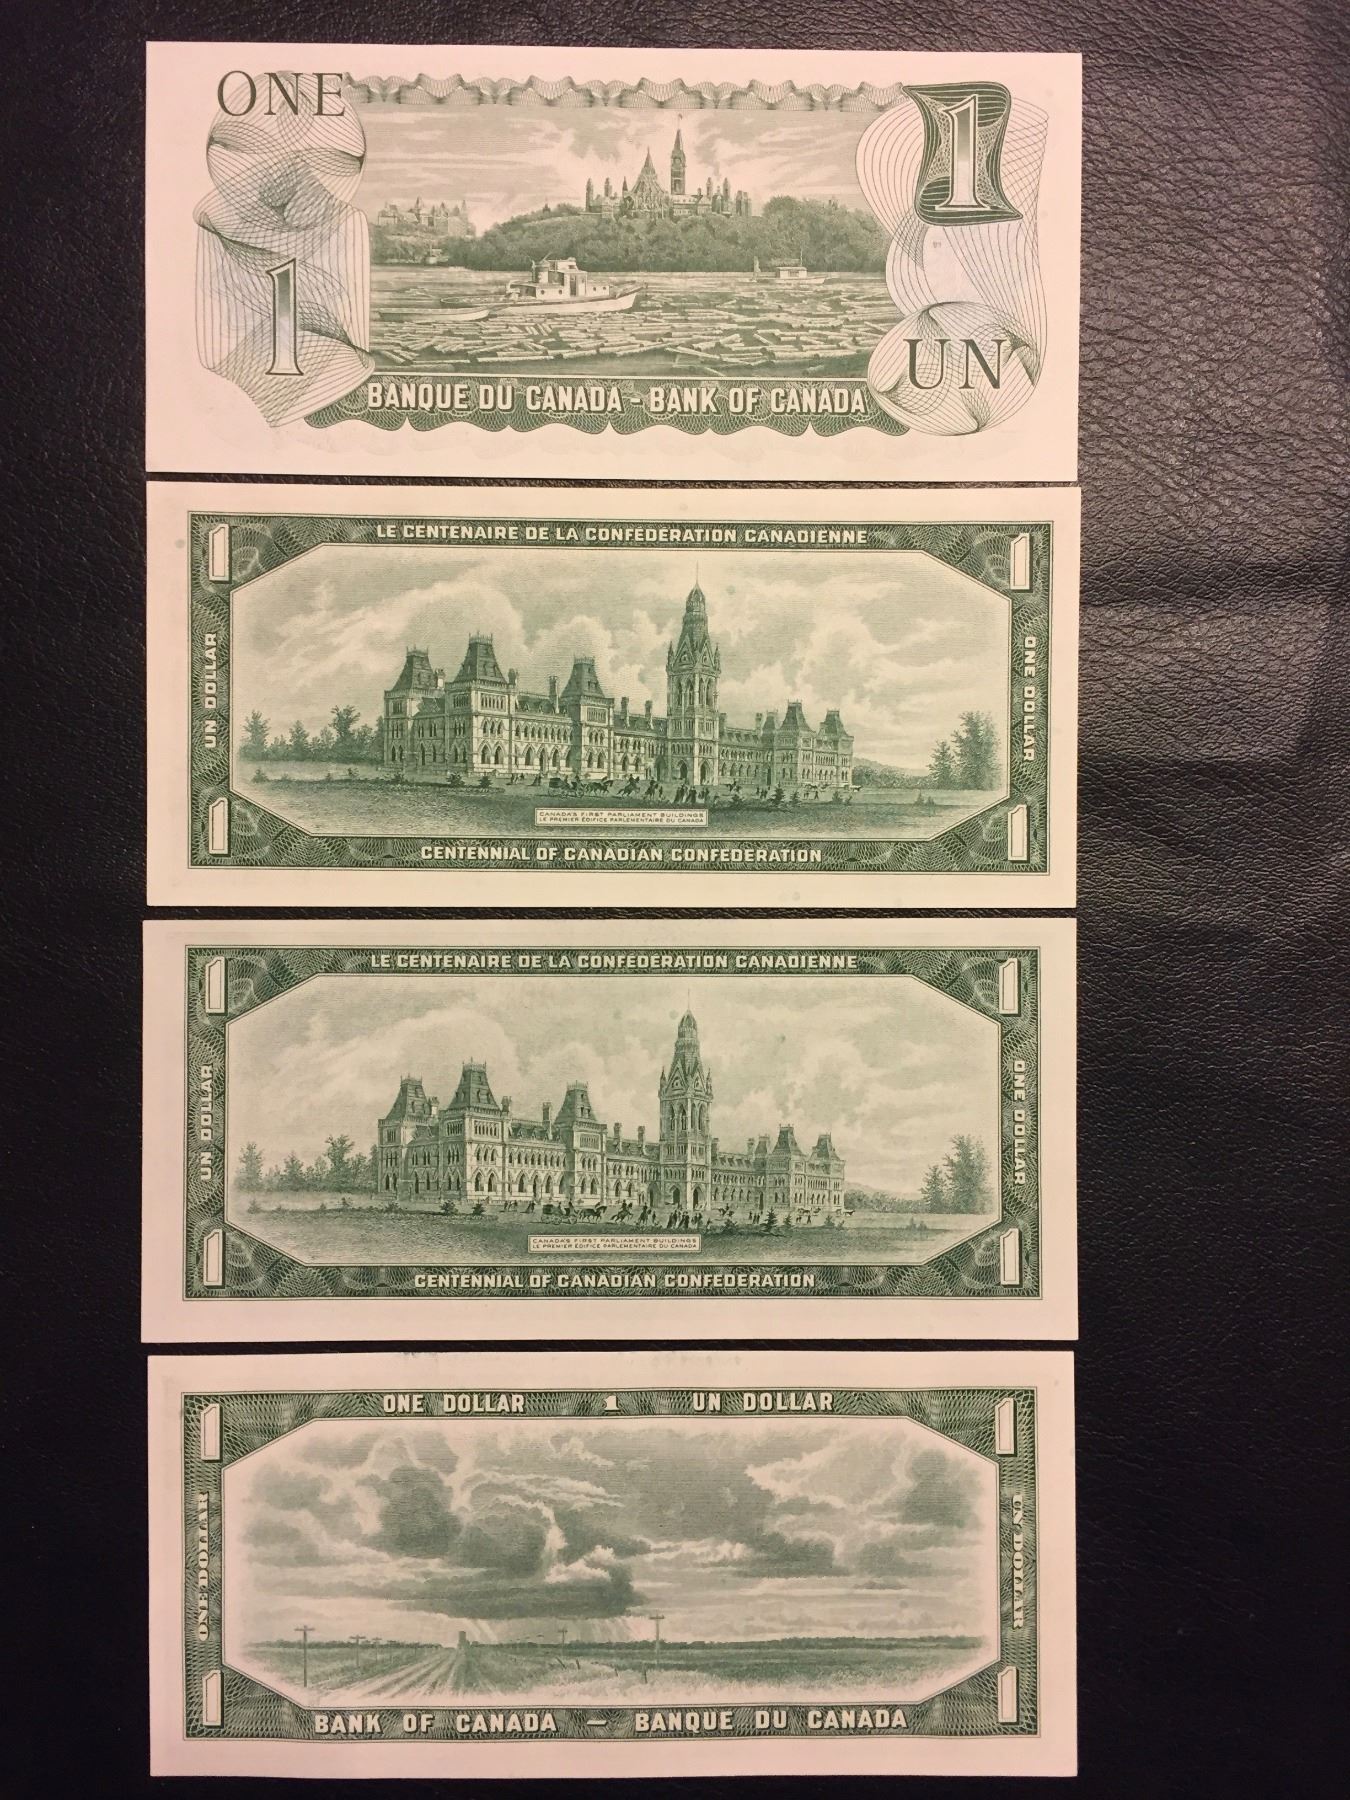 ONE
1
1
UN
BANQUE DU CANADA - BANK OF CANADA
1 LE CENTENAIRE DE LA CONFÉDÉRATION CANADIENNE 1
UN DOLLAR
ONE DOLLAR
CANADA'S FIRST PARLIAMENT BUILDINGS
LE PREMIER ÉDIFICE PARLEMENTAIRE DU CANADA
1 CENTENNIAL OF CANADIAN CONFEDERATION 1
1 LE CENTENAIRE DE LA CONFÉDÉRATION CANADIENNE 1
UN DOLLAR
ONE DOLLAR
CANADA'S FIRST PARLIAMENT BUILDINGS
LE PREMIER ÉDIFICE PARLEMENTAIRE DU CANADA
1 CENTENNIAL OF CANADIAN CONFEDERATION 1
1 ONE DOLLAR 1 UN DOLLAR 1
ONE DOLLAR
UN DOLLAR
1 BANK OF CANADA — BANQUE DU CANADA 1